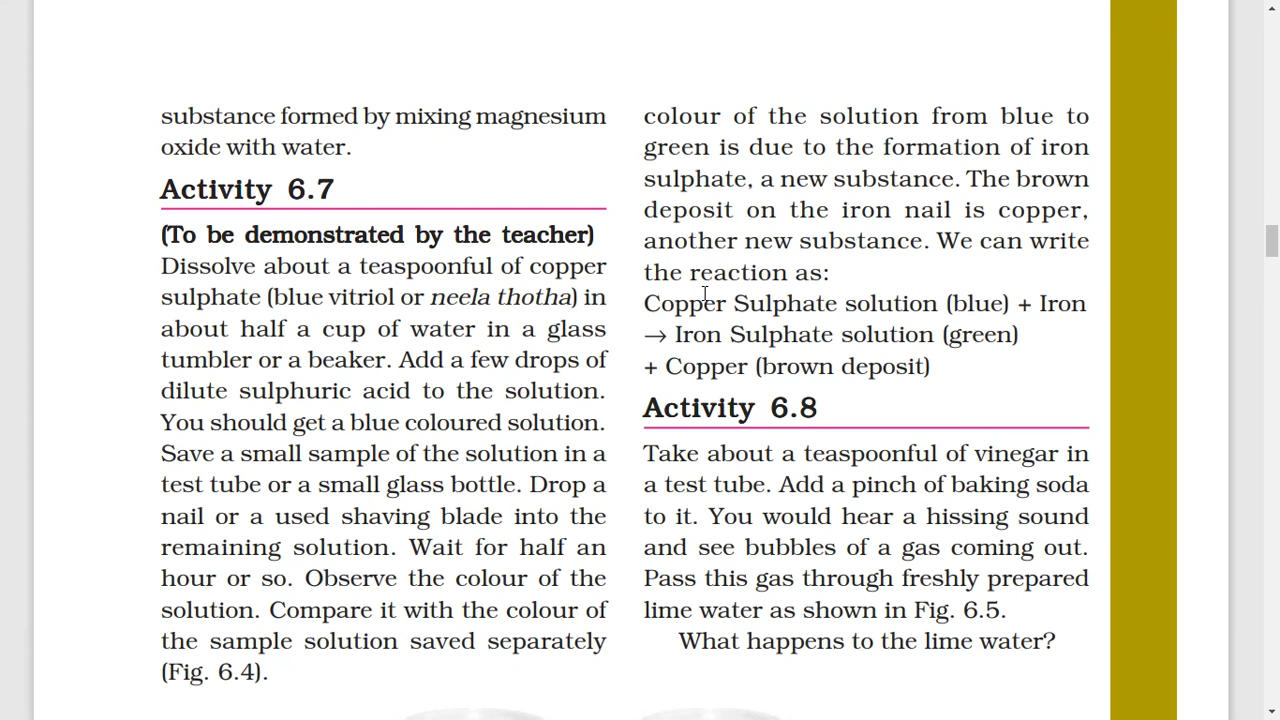 substance formed by mixing magnesium
oxide with water.
Activity 6.7
(To be demonstrated by the teacher)
Dissolve about a teaspoonful of copper
sulphate (blue vitriol or neela thotha) in
about half a cup of water in a glass
tumbler or a beaker. Add a few drops of
dilute sulphuric acid to the solution.
You should get a blue coloured solution.
Save a small sample of the solution in a
test tube or a small glass bottle. Drop a
nail or a used shaving blade into the
remaining solution. Wait for half an
hour or so. Observe the colour of the
solution. Compare it with the colour of
the sample solution saved separately
(Fig. 6.4).
colour of the solution from blue to
green is due to the formation of iron
sulphate, a new substance. The brown
deposit on the iron nail is copper,
another new substance. We can write
the reaction as:
Copper Sulphate solution (blue) + Iron
→ Iron Sulphate solution (green)
+ Copper (brown deposit)
Activity 6.8
Take about a teaspoonful of vinegar in
a test tube. Add a pinch of baking soda
to it. You would hear a hissing sound
and see bubbles of a gas coming out.
Pass this gas through freshly prepared
lime water as shown in Fig. 6.5.
What happens to the lime water?